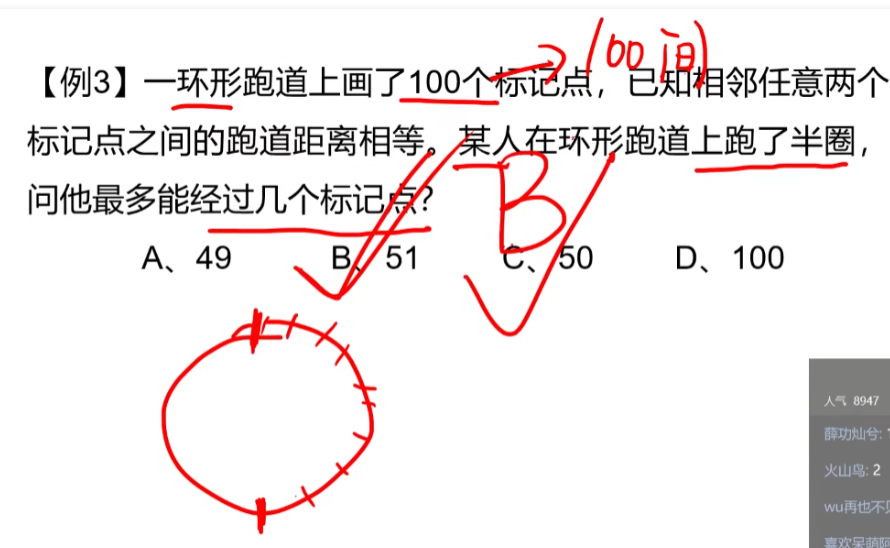 100间
【例3】一环形跑道上画了100个标记点，已知相邻任意两个
标记点之间的跑道距离相等。某人在环形跑道上跑了半圈，
问他最多能经过几个标记点?
B
A、49 B、51 C、50 D、100
人气 8947
薛功灿兮:
火山鸟: 2
wu再也不见
喜欢呆萌阿